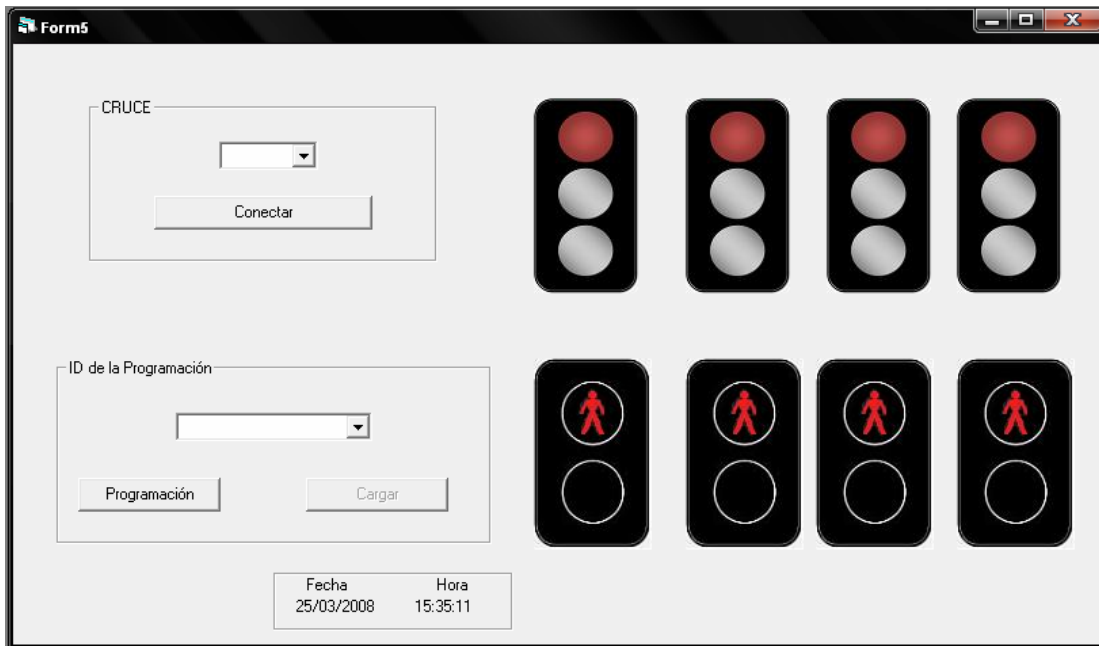 Form5
CRUCE
Conectar
ID de la Programación
Programación Cargar
Fecha Hora
25/03/2008 15:35:11